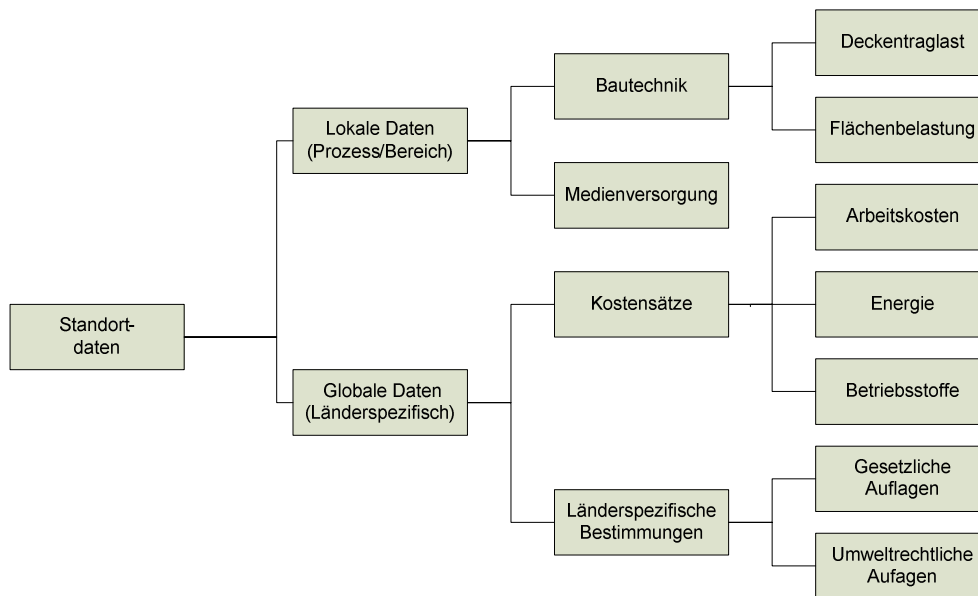 Deckentraglast
Bautechnik
Flächenbelastung
Lokale Daten
(Prozess/Bereich)
Medienversorgung
Arbeitskosten
Kostensätze
Energie
Standort-
daten
Betriebsstoffe
Globale Daten
(Länderspezifisch)
Gesetzliche
Auflagen
Länderspezifische
Bestimmungen
Umweltrechtliche
Aufagen